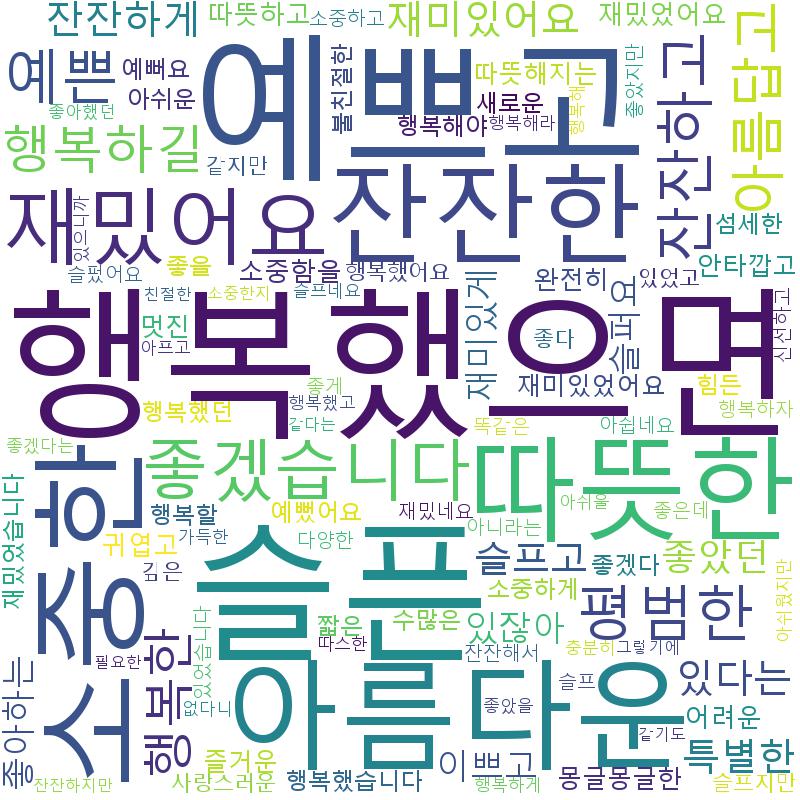 잔잔하게
따뜻하고
소중하고
재미있어요
재밌었어요
예쁜
예뻐요
아쉬운
좋아했던
행복하길
같지만
예쁘고
불친절한
따뜻해지는
새로운
행복해야
행복해라
행복해
좋았지만
잔잔하고
아름답고
재밌어요
잔잔한
섬세한
안타깝고
있으니까
슬펐어요
좋을
소중함을
행복했어요
친절한
소중한지
슬프네요
재미있게
완전히
슬퍼요
있었고
신선하고
행복했으면
멋진
아프고
좋다
좋게
재미있었어요
힘든
행복했던
행복했고
같다는
똑같은
아쉽네요
행복하자
좋겠다는
소중한
좋겠습니다
따뜻한
재밌었습니다
행복할
예뻤어요
재밌네요
아쉬울
좋은데
귀엽고
가득한
다양한
아니라는
깊은
슬픈
슬프고
좋겠다
좋았던
아쉬웠지만
소중하게
평범한
짧은
수많은
있잖아
따스한
잔잔해서
충분히
그렇기에
행복한
필요한
있었습니다
없다니
좋아하는
아름다운
슬프
좋았을
있다는
어려운
같기도
특별한
즐거운
이쁘고
잔잔하지만
사랑스러운
행복했습니다
행복하게
몽글몽글한
슬프지만